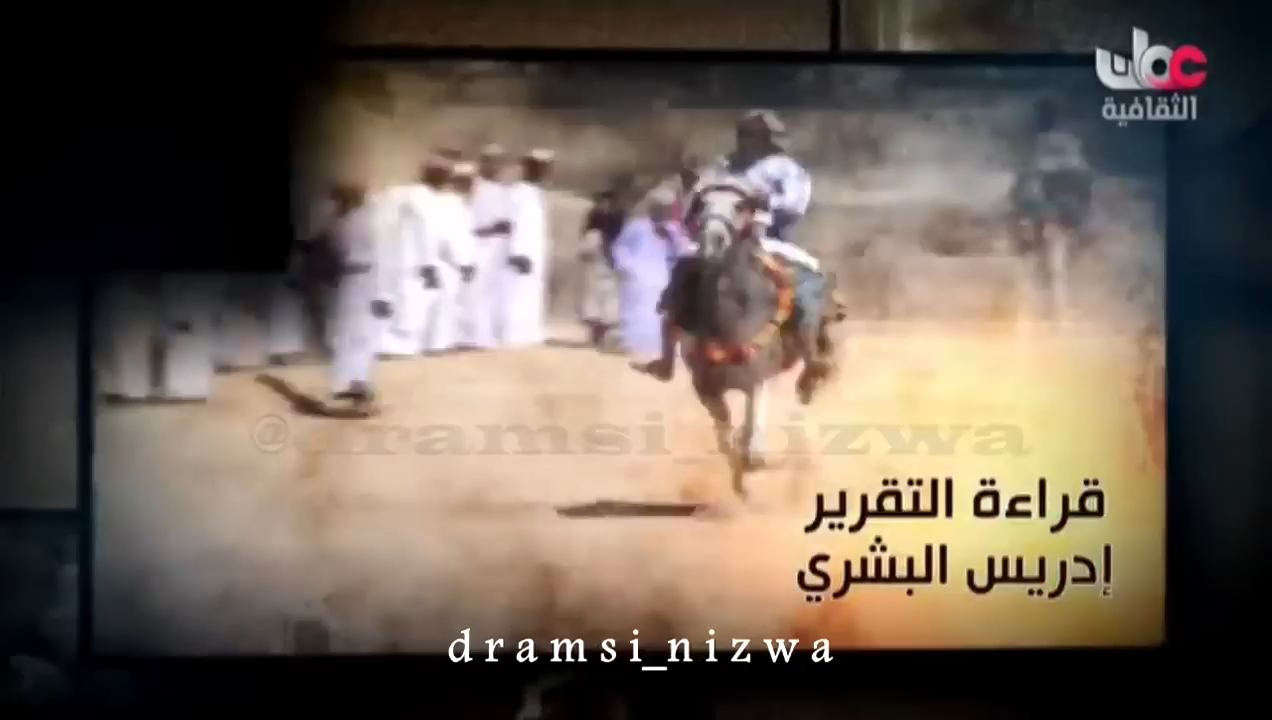 عمان
الثقافية
@dramsi_nizwa
قراءة التقرير
إدريس البشري
dramsi_nizwa